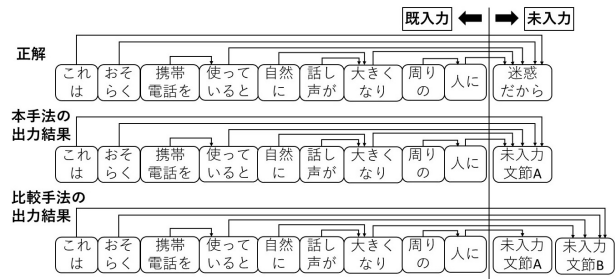 既入力 未入力
正解
これ おそ 携帯 使って 自然 話し 大きく 周り 人に 迷惑
は らく 電話を いると に 声が なり の だから
本手法の
出力結果
これ おそ 携帯 使って 自然 話し 大きく 周り 人に 未入力
は らく 電話を いると に 声が なり の 文節A
比較手法の
出力結果
これ おそ 携帯 使って 自然 話し 大きく 周り 人に 未入力 未入力
は らく 電話を いると に 声が なり の 文節A 文節B